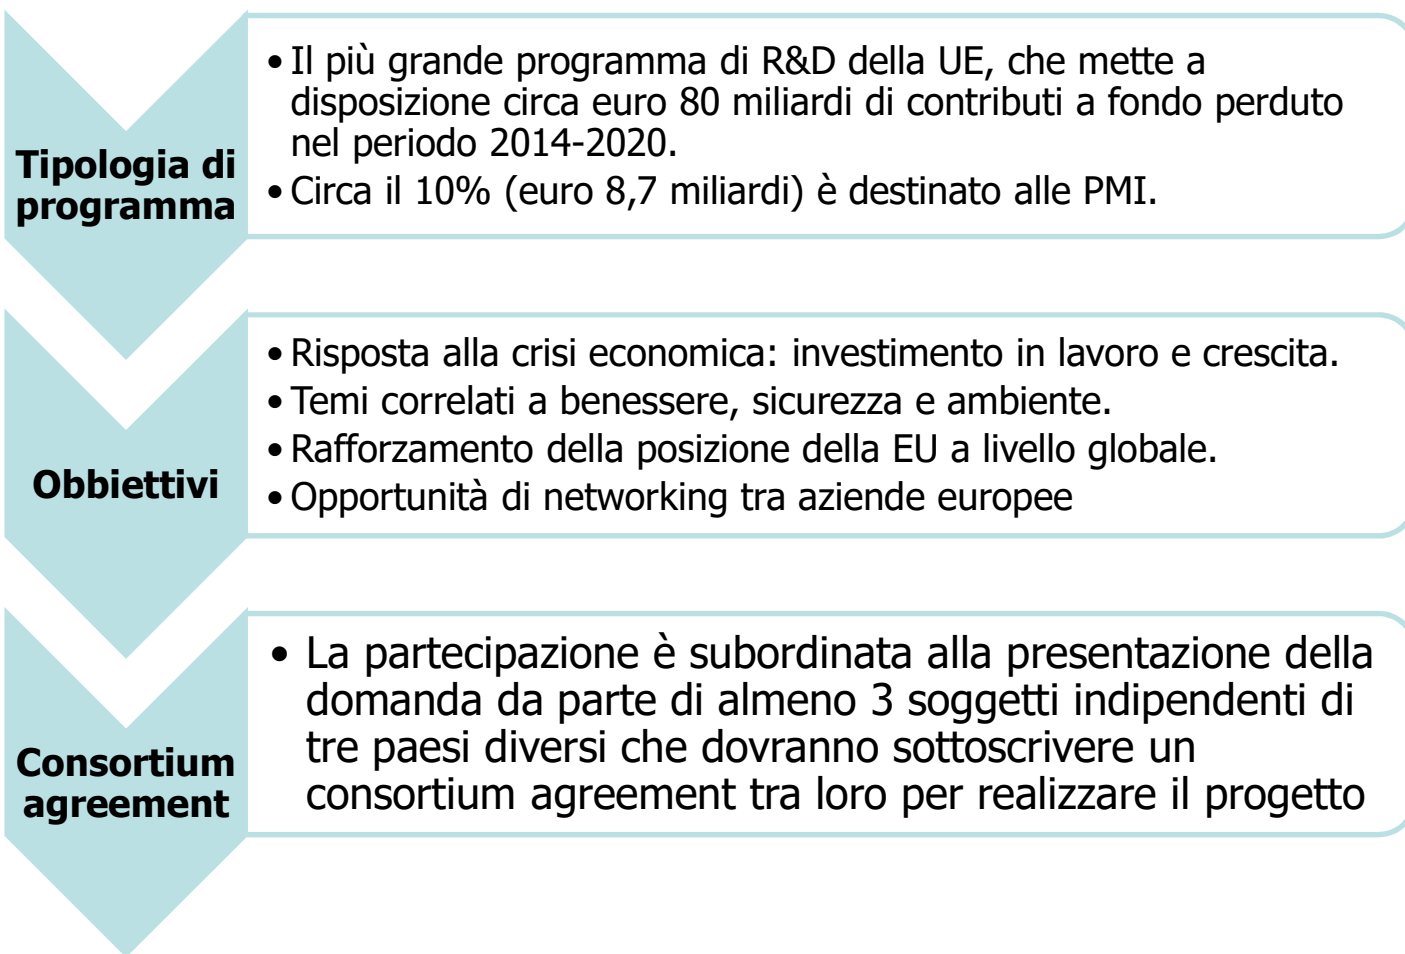 Tipologia di
programma
• Il più grande programma di R&D della UE, che mette a
disposizione circa euro 80 miliardi di contributi a fondo perduto
nel periodo 2014-2020.
• Circa il 10% (euro 8,7 miliardi) è destinato alle PMI.
Obbiettivi
• Risposta alla crisi economica: investimento in lavoro e crescita.
• Temi correlati a benessere, sicurezza e ambiente.
• Rafforzamento della posizione della EU a livello globale.
• Opportunità di networking tra aziende europee
Consortium
agreement
• La partecipazione è subordinata alla presentazione della
domanda da parte di almeno 3 soggetti indipendenti di
tre paesi diversi che dovranno sottoscrivere un
consortium agreement tra loro per realizzare il progetto